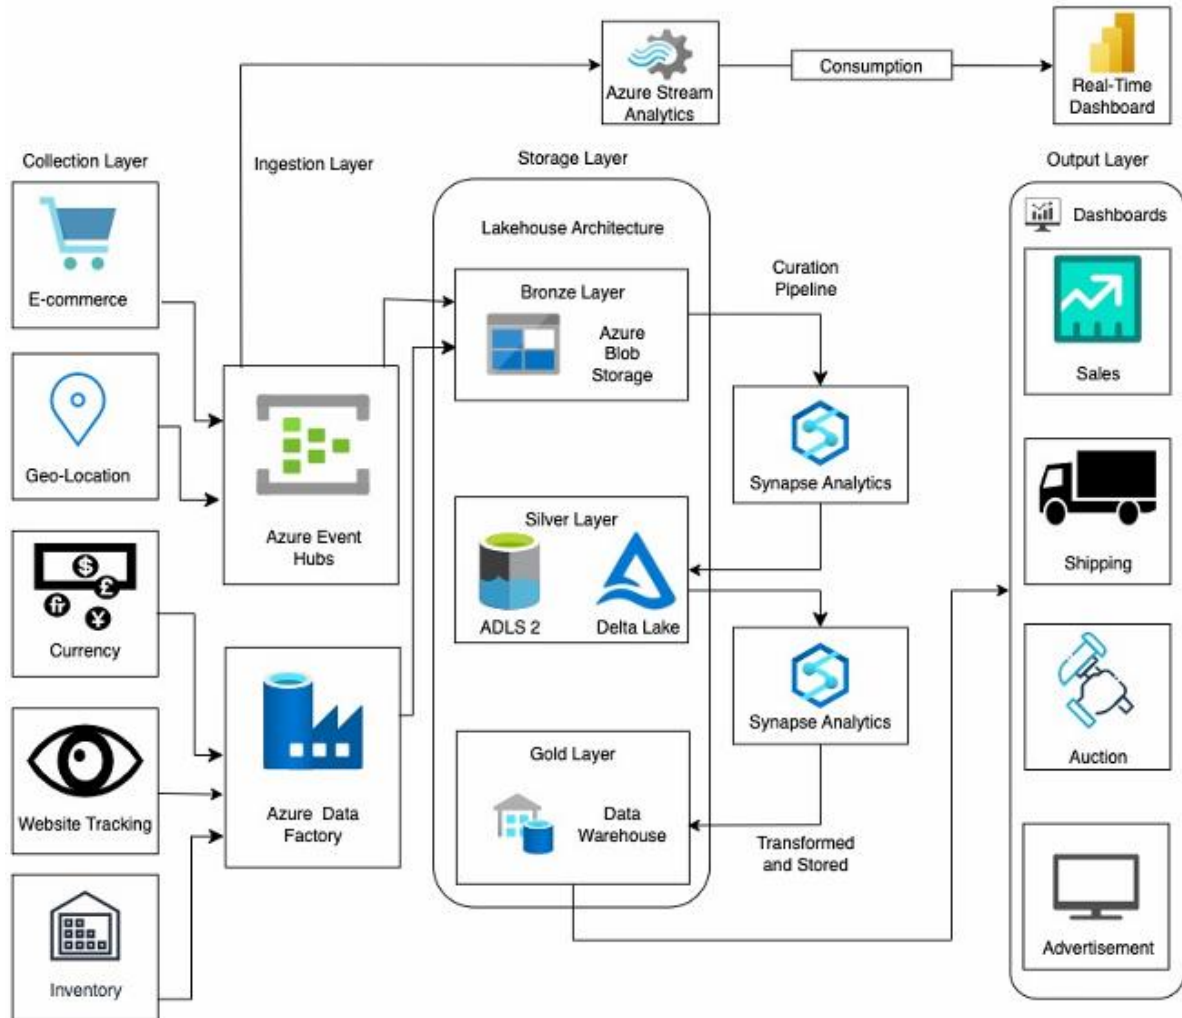 Azure Stream
Analytics
Consumption
Real-Time
Dashboard
Collection Layer
Ingestion Layer
Storage Layer
Output Layer
E-commerce
Geo-Location
$
£
¥
Currency
Website Tracking
Inventory
Azure Event
Hubs
Azure Data
Factory
Lakehouse Architecture
Bronze Layer
Azure
Blob
Storage
Curation
Pipeline
Synapse Analytics
Silver Layer
ADLS 2
Delta Lake
Synapse Analytics
Gold Layer
Data
Warehouse
Transformed
and Stored
Dashboards
Sales
Shipping
Auction
Advertisement